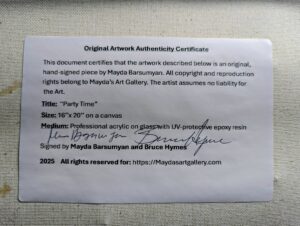 Original Artwork Authenticity Certificate
This document certifies that the artwork described below is an original,
hand-signed piece by Mayda Barsumyan. All copyright and reproduction
rights belong to Mayda's Art Gallery. The artist assumes no liability for
the Art.
Title: "Party Time"
Size: 16"x 20" on a canvas
Medium: Professional acrylic on glass with UV-protective epoxy resin
Signed by Mayda Barsumyan and Bruce Hymes
2025 All rights reserved for: https://Maydasartgallery.com